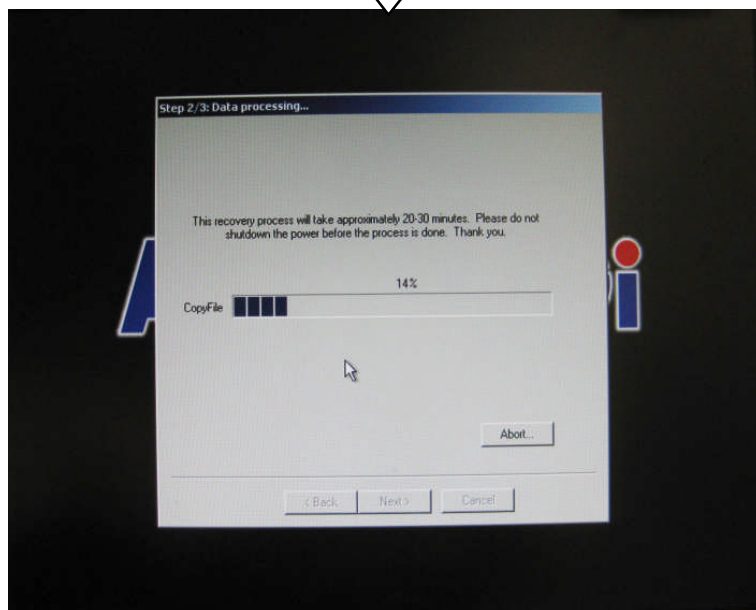 Step 2/3: Data processing...
This recovery process will take approximately 20-30 minutes. Please do not
shutdown the power before the process is done. Thank you.
14%
CopyFile
Abort...
< Back
Next >
Cancel